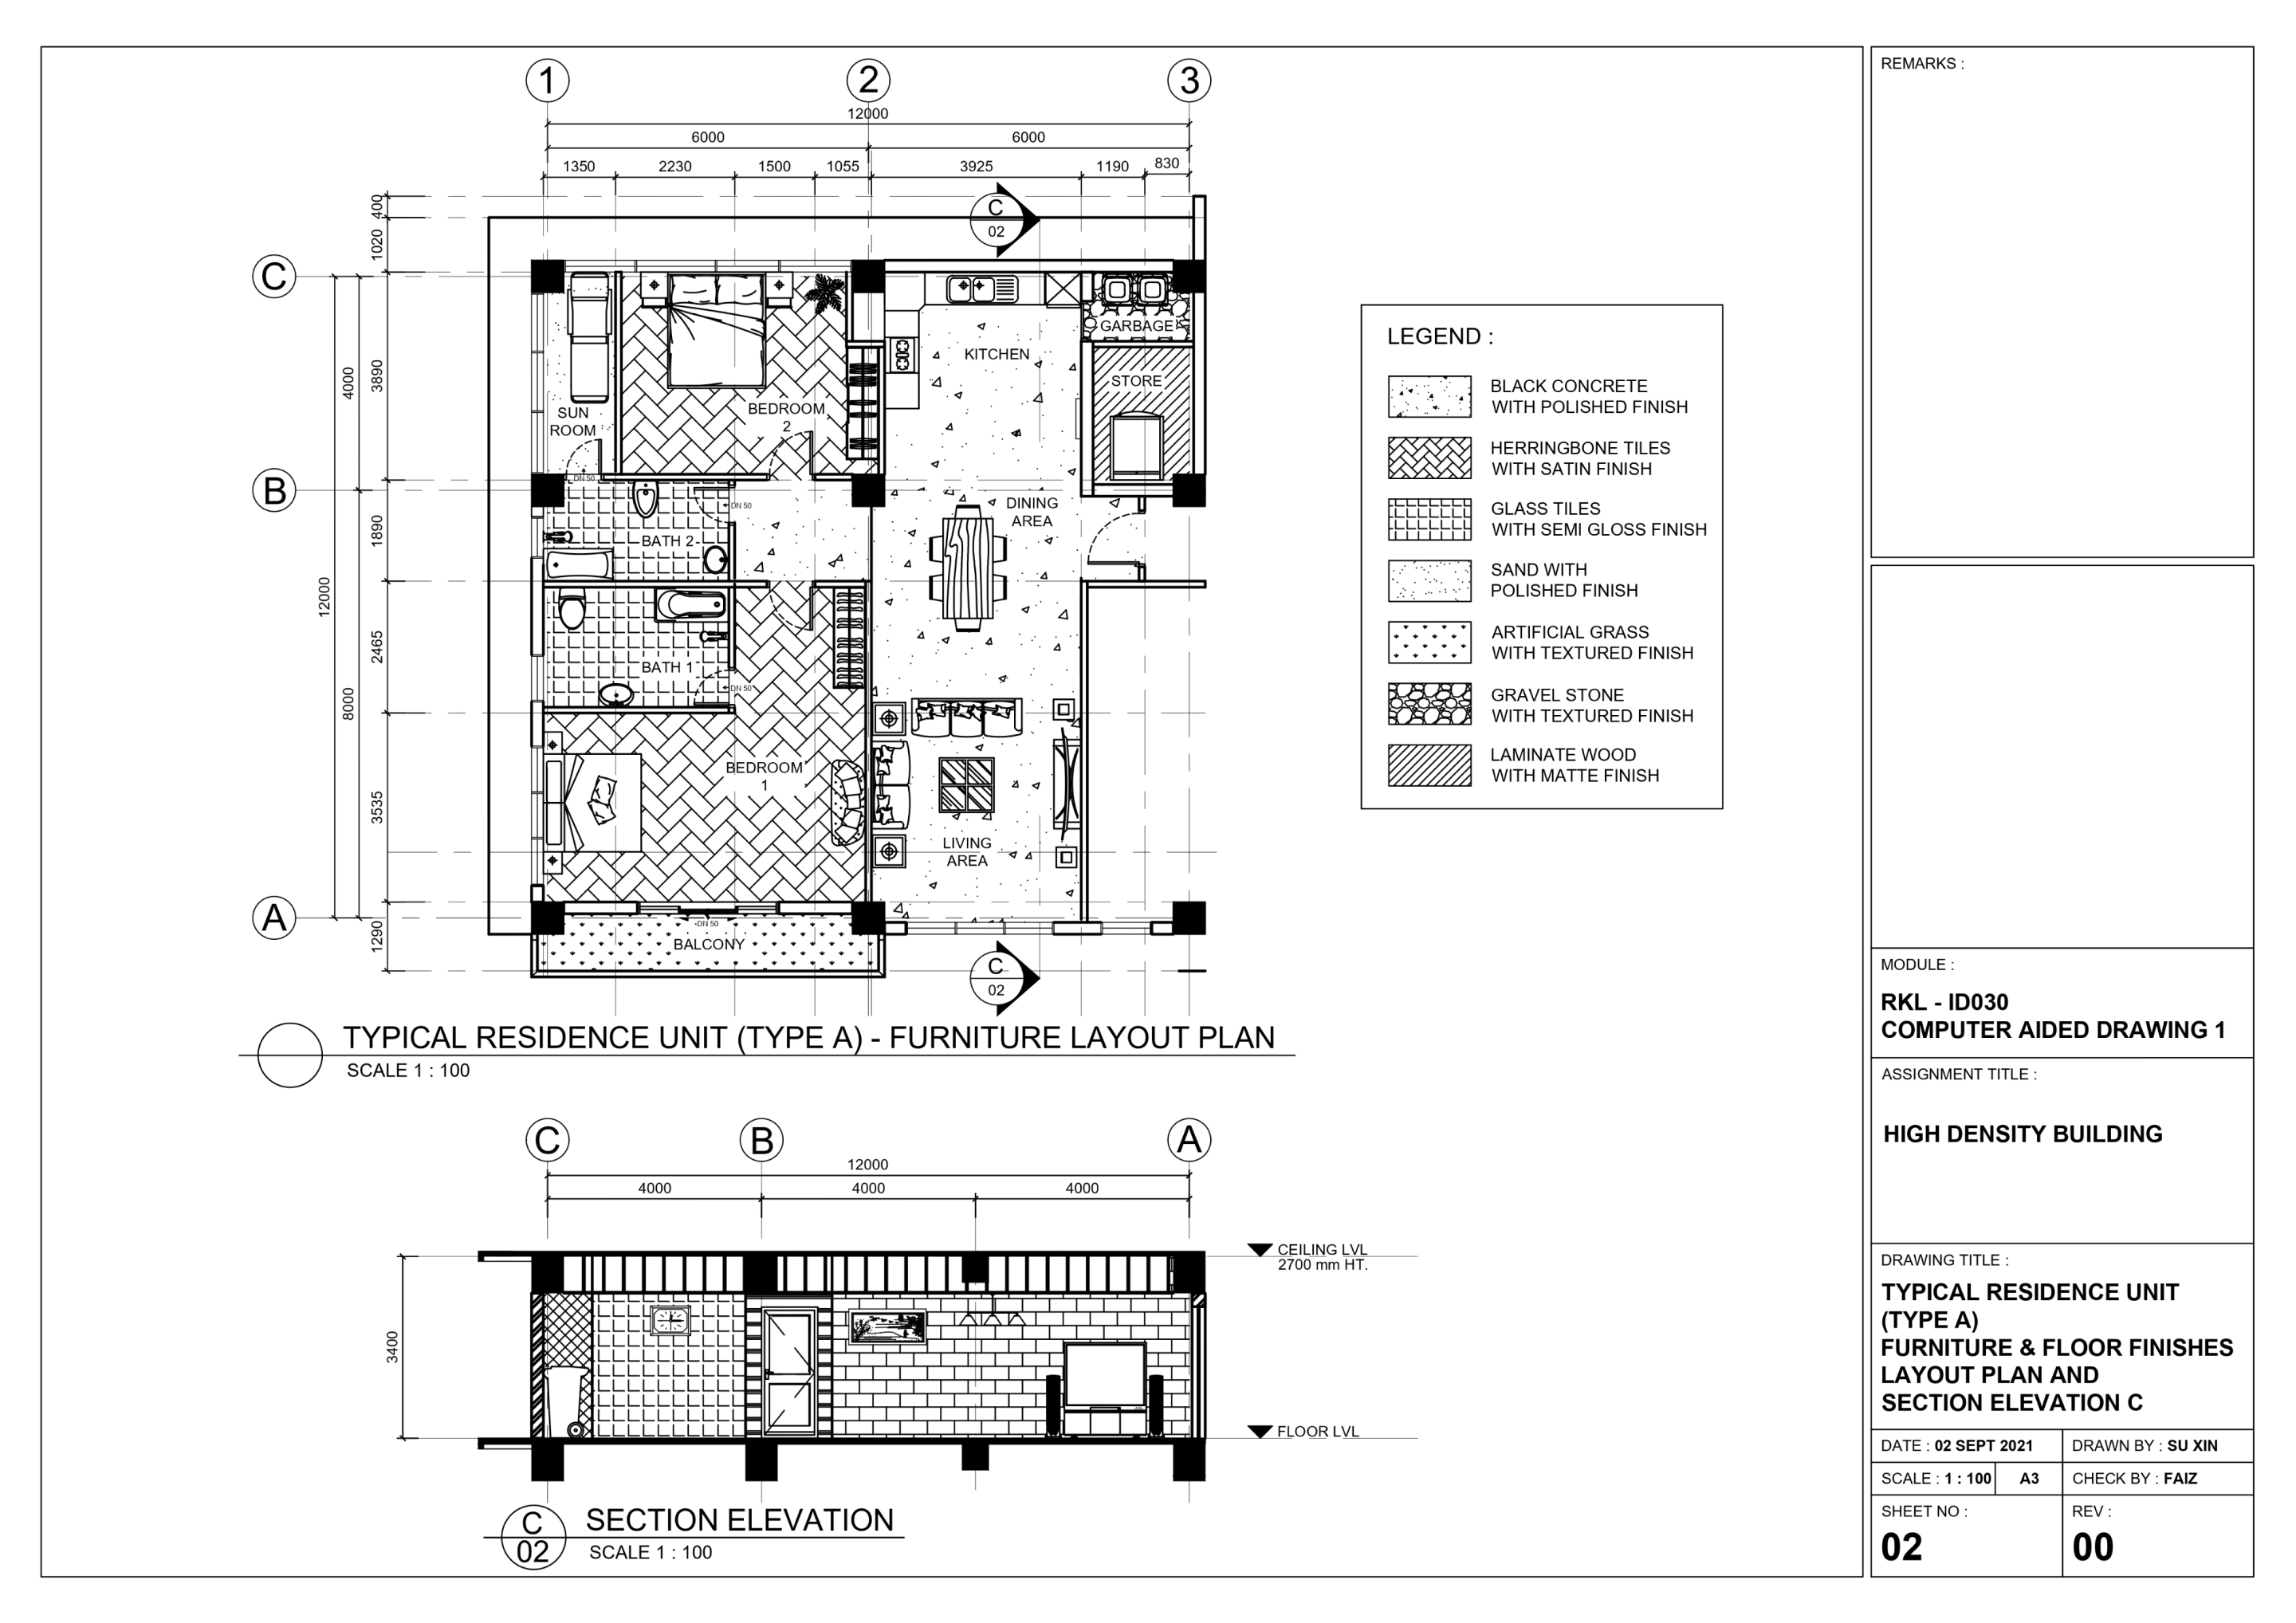 1
2
3
12000
6000
6000
1350
2230
1500
1055
3925
1190
830
C
02
400
1020
3890
1890
2465
3535
1290
4000
8000
12000
C
B
A
GARBAGE
KITCHEN
STORE
SUN
ROOM
BEDROOM
2
DN 50
DN 50
DINING
AREA
BATH 2
BATH 1
DN 50
BEDROOM
1
LIVING
AREA
DN 50
BALCONY
C
02
TYPICAL RESIDENCE UNIT (TYPE A) - FURNITURE LAYOUT PLAN
SCALE 1 : 100
LEGEND :
BLACK CONCRETE
WITH POLISHED FINISH
HERRINGBONE TILES
WITH SATIN FINISH
GLASS TILES
WITH SEMI GLOSS FINISH
SAND WITH
POLISHED FINISH
ARTIFICIAL GRASS
WITH TEXTURED FINISH
GRAVEL STONE
WITH TEXTURED FINISH
LAMINATE WOOD
WITH MATTE FINISH
C
B
A
12000
4000
4000
4000
3400
CEILING LVL
2700 mm HT.
FLOOR LVL
C
02
SECTION ELEVATION
SCALE 1 : 100
REMARKS :
MODULE :
RKL - ID030
COMPUTER AIDED DRAWING 1
ASSIGNMENT TITLE :
HIGH DENSITY BUILDING
DRAWING TITLE :
TYPICAL RESIDENCE UNIT
(TYPE A)
FURNITURE & FLOOR FINISHES
LAYOUT PLAN AND
SECTION ELEVATION C
DATE : 02 SEPT 2021
DRAWN BY : SU XIN
SCALE : 1 : 100
A3
CHECK BY : FAIZ
SHEET NO :
REV :
02
00